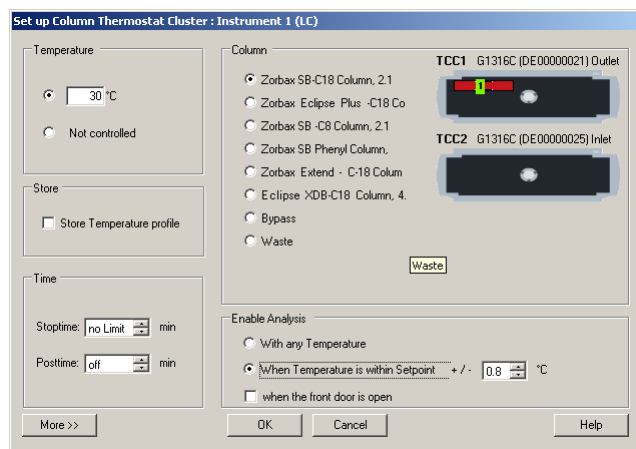 Set up Column Thermostat Cluster : Instrument 1 (LC)
Temperature
30 °C
Not controlled
Store
Store Temperature profile
Time
Stoptime: no Limit min
Posttime: off min
Column
Zorbax SB-C18 Column, 2.1
Zorbax Eclipse Plus -C18 Co
Zorbax SB -C8 Column, 2.1
Zorbax SB Phenyl Column,
Zorbax Extend - C-18 Colum
Eclipse XDB-C18 Column, 4.
Bypass
Waste
TCC1 G1316C (DE00000021) Outlet
1
TCC2 G1316C (DE00000025) Inlet
Waste
Enable Analysis
With any Temperature
When Temperature is within Setpoint + / - 0.8 °C
when the front door is open
More >>
OK
Cancel
Help